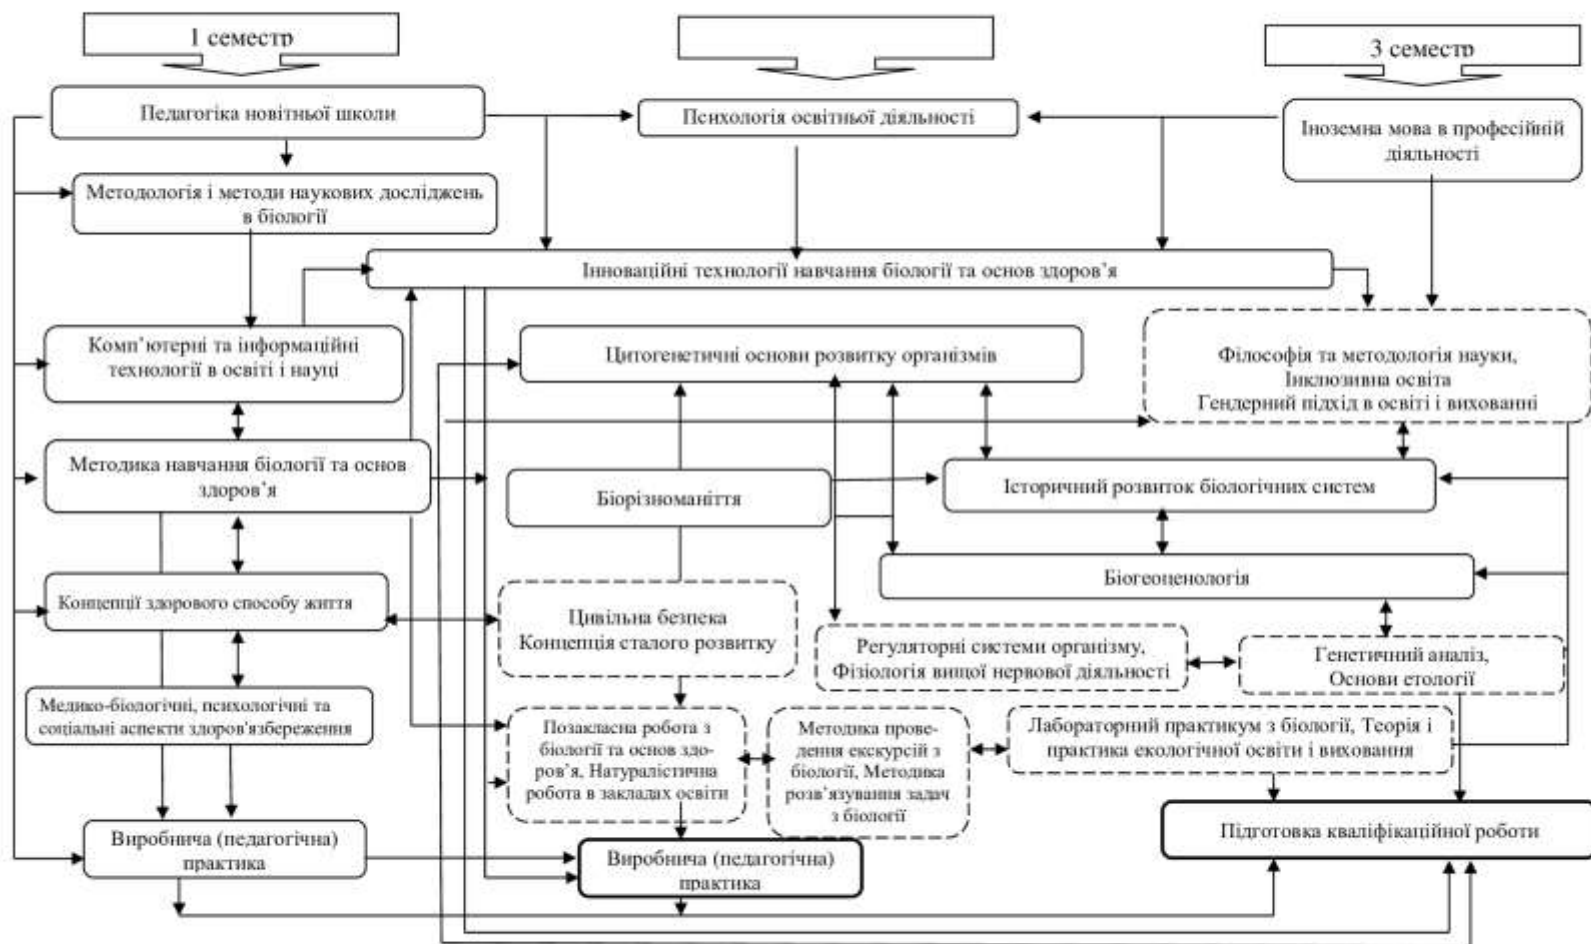 1 семестр
3 семестр
Педагогіка новітньої школи
Психологія освітньої діяльності
Іноземна мова в професійній
діяльності
Методологія і методи наукових досліджень
в біології
Інноваційні технології навчання біології та основ здоров’я
Комп’ютерні та інформаційні
технології в освіті і науці
Цитогенетичні основи розвитку організмів
Філософія та методологія науки,
Інклюзивна освіта
Гендерний підхід в освіті і вихованні
Методика навчання біології та основ
здоров’я
Біорізноманіття
Історичний розвиток біологічних систем
Біогеоценологія
Концепції здорового способу життя
Цивільна безпека
Концепція сталого розвитку
Регуляторні системи організму,
Фізіологія вищої нервової діяльності
Генетичний аналіз,
Основи етології
Медико-біологічні, психологічні та
соціальні аспекти здоров'язбереження
Позакласна робота з
біології та основ здо-
ров’я, Натуралістична
робота в закладах освіти
Методика прове-
дення екскурсій з
біології, Методика
розв’язування задач
з біології
Лабораторний практикум з біології, Теорія і
практика екологічної освіти і виховання
Виробнича (педагогічна)
практика
Виробнича (педагогічна)
практика
Підготовка кваліфікаційної роботи